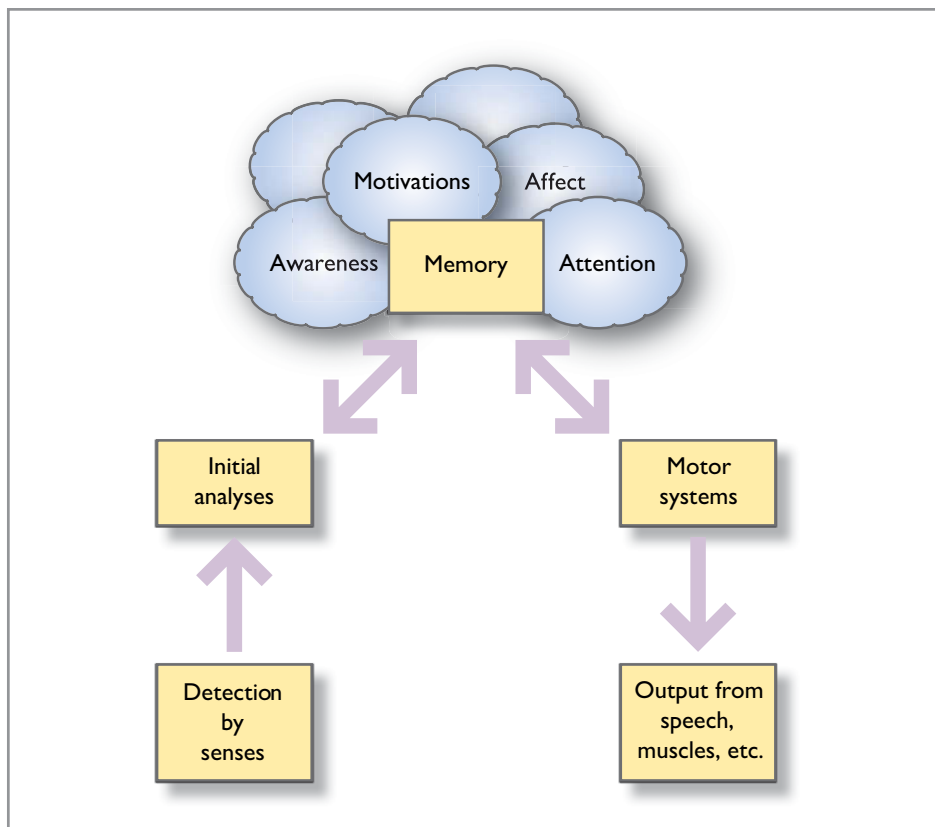 Motivations
Affect
Awareness
Memory
Attention
Initial
analyses
Motor
systems
Detection
by
senses
Output from
speech,
muscles, etc.